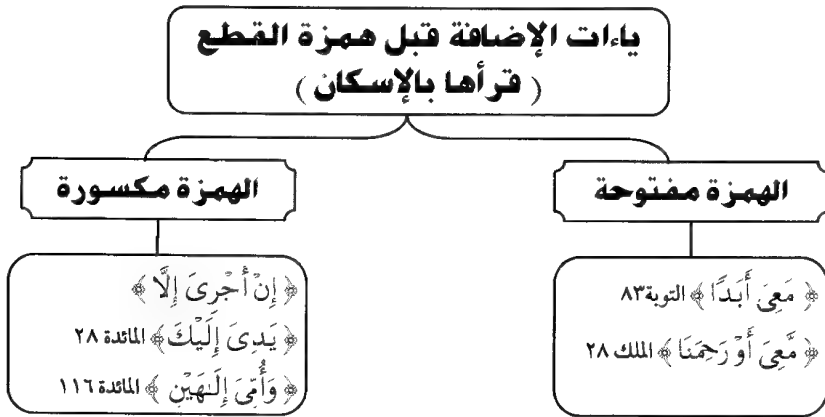 ياءات الإضافة قبل همزة القطع
( قرأها بالإسكان )
الهمزة مفتوحة
﴿ مَعِيَ أَبَدًا ﴾ التوبة ٨٣
﴿ مَّعِيَ أَوْ رَحِمَنَا ﴾ الملك ٢٨
الهمزة مكسورة
﴿ إِنْ أَجْرِيَ إِلَّا ﴾
﴿ يَدِيَ إِلَيْكَ ﴾ المائدة ٢٨
﴿ وَأُمِّيَ إِلَٰهَيْنِ ﴾ المائدة ١١٦